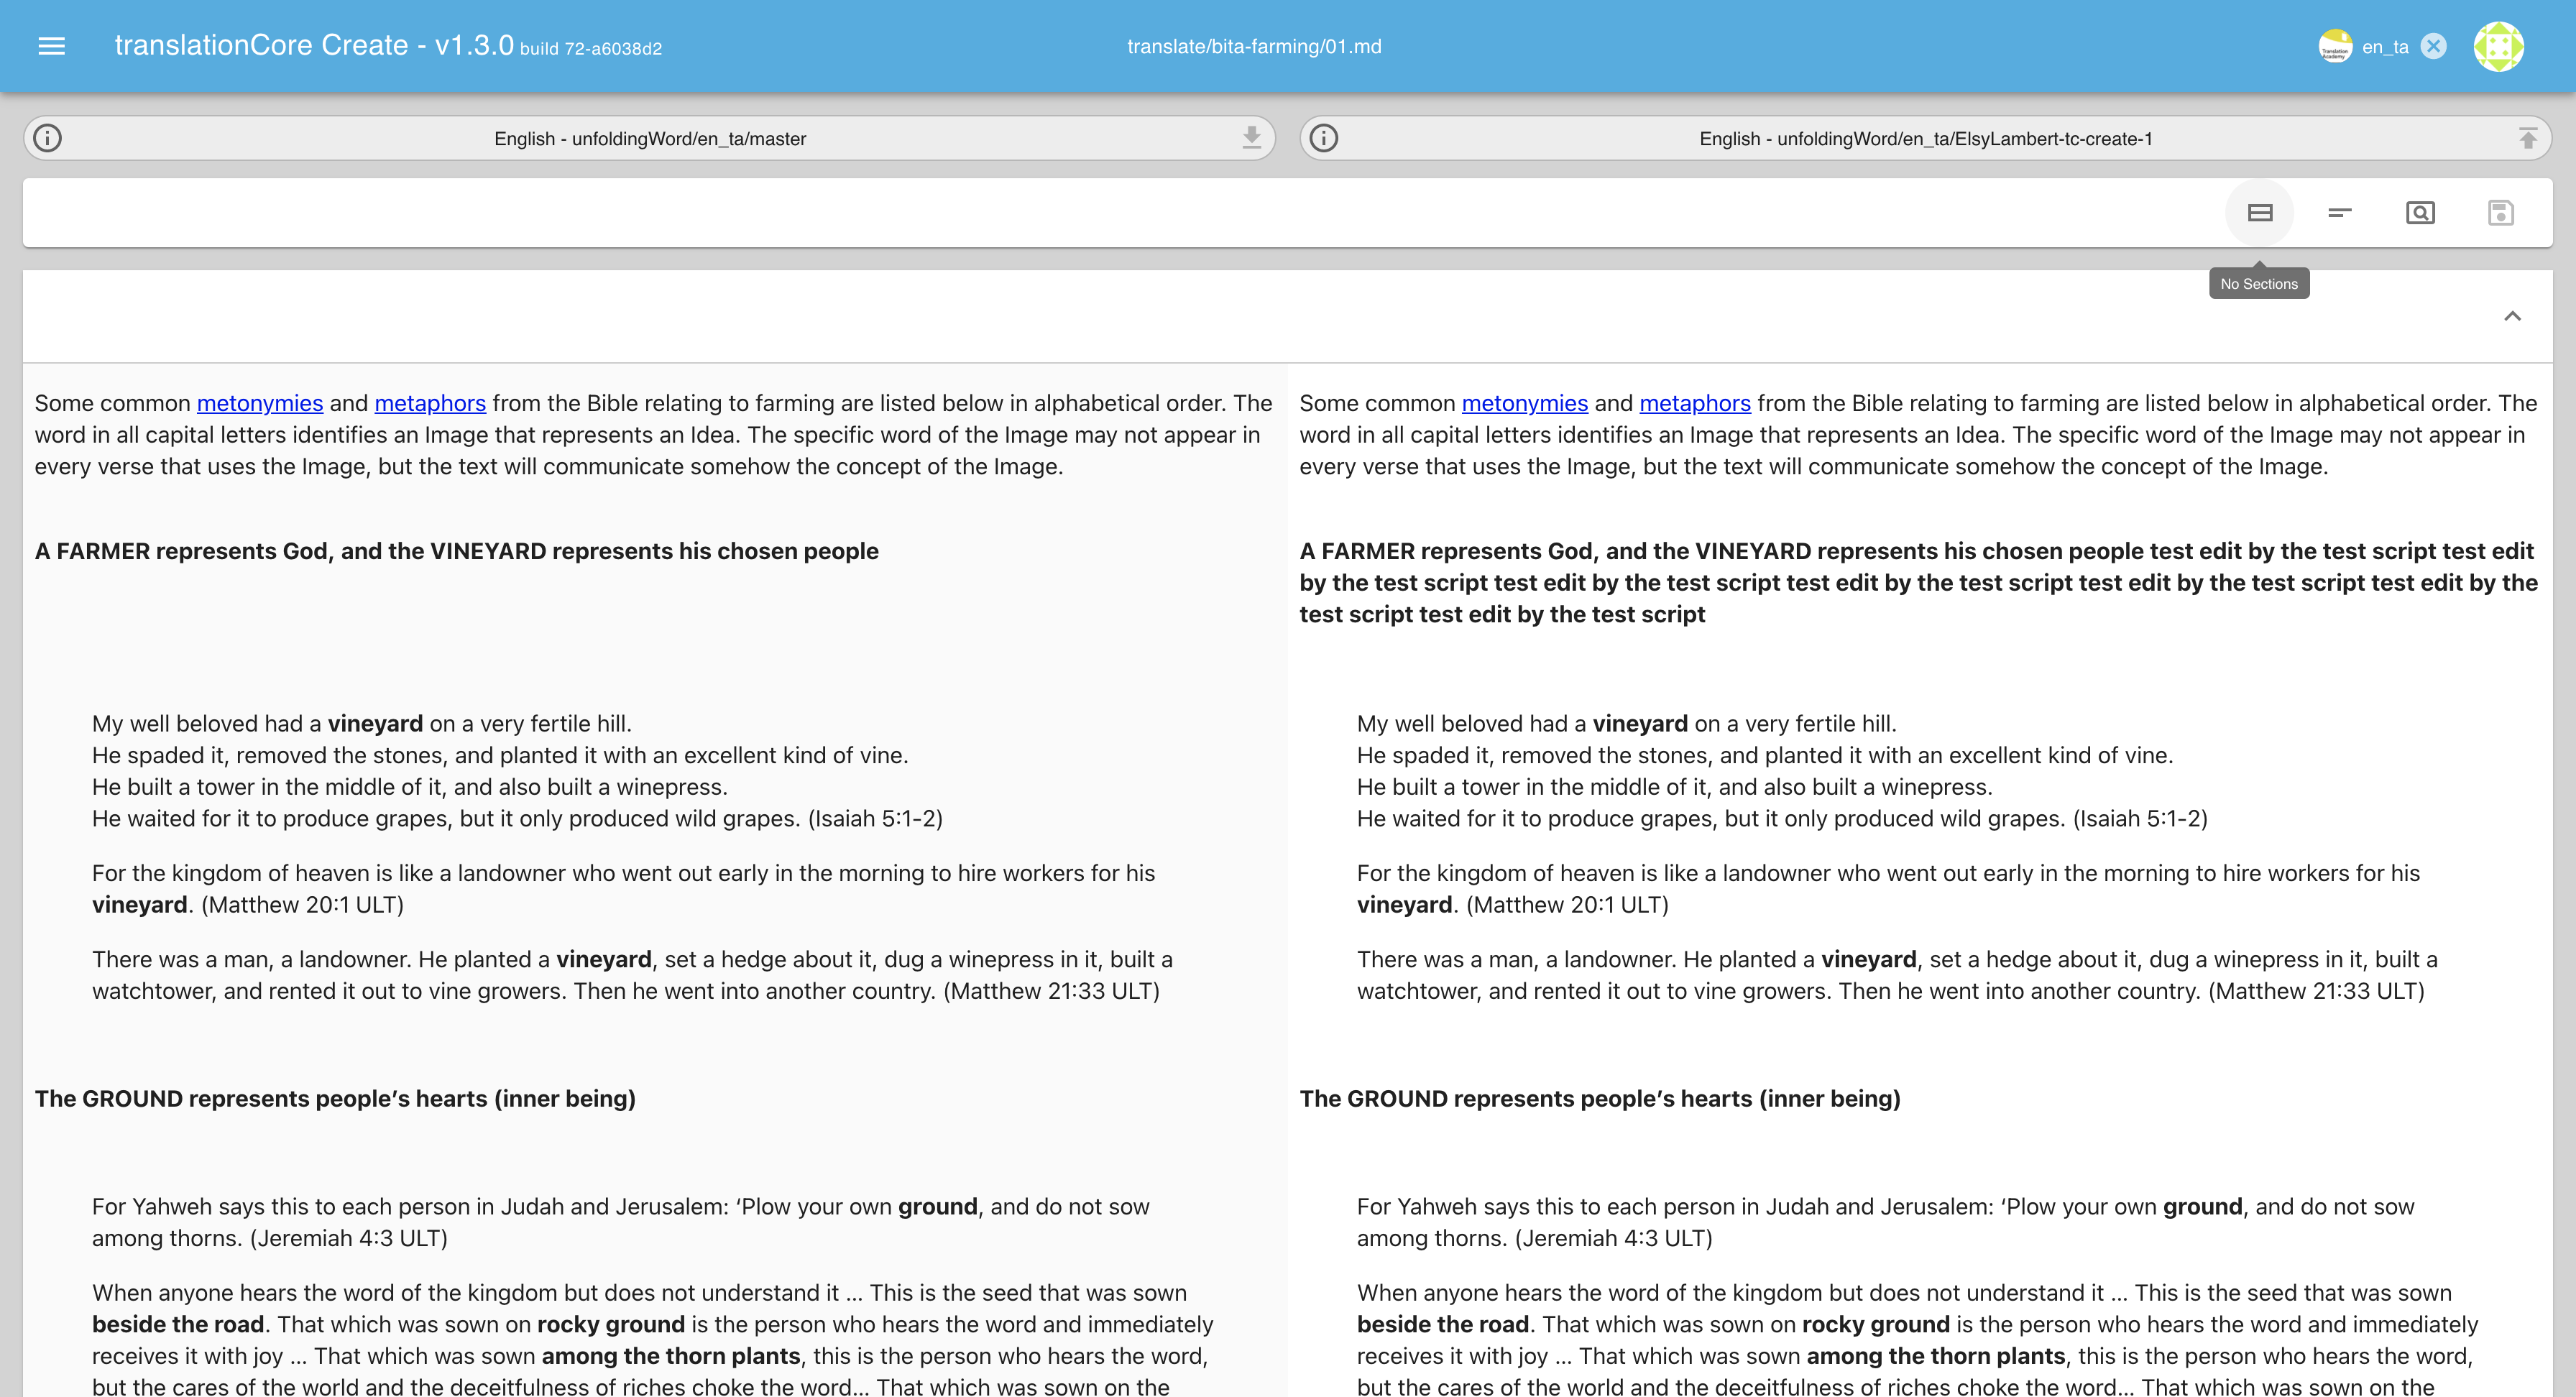 translationCore Create - v1.3.0 build 72-a6038d2
translate/bita-farming/01.md
Translation
Academy
en_ta
English - unfoldingWord/en_ta/master
English - unfoldingWord/en_ta/ElsyLambert-tc-create-1
No Sections
Some common metonymies and metaphors from the Bible relating to farming are listed below in alphabetical order. The
word in all capital letters identifies an Image that represents an Idea. The specific word of the Image may not appear in
every verse that uses the Image, but the text will communicate somehow the concept of the Image.
A FARMER represents God, and the VINEYARD represents his chosen people
My well beloved had a vineyard on a very fertile hill.
He spaded it, removed the stones, and planted it with an excellent kind of vine.
He built a tower in the middle of it, and also built a winepress.
He waited for it to produce grapes, but it only produced wild grapes. (Isaiah 5:1-2)
For the kingdom of heaven is like a landowner who went out early in the morning to hire workers for his
vineyard. (Matthew 20:1 ULT)
There was a man, a landowner. He planted a vineyard, set a hedge about it, dug a winepress in it, built a
watchtower, and rented it out to vine growers. Then he went into another country. (Matthew 21:33 ULT)
The GROUND represents people’s hearts (inner being)
For Yahweh says this to each person in Judah and Jerusalem: ‘Plow your own ground, and do not sow
among thorns. (Jeremiah 4:3 ULT)
When anyone hears the word of the kingdom but does not understand it ... This is the seed that was sown
beside the road. That which was sown on rocky ground is the person who hears the word and immediately
receives it with joy ... That which was sown among the thorn plants, this is the person who hears the word,
but the cares of the world and the deceitfulness of riches choke the word... That which was sown on the
Some common metonymies and metaphors from the Bible relating to farming are listed below in alphabetical order. The
word in all capital letters identifies an Image that represents an Idea. The specific word of the Image may not appear in
every verse that uses the Image, but the text will communicate somehow the concept of the Image.
A FARMER represents God, and the VINEYARD represents his chosen people test edit by the test script test edit
by the test script test edit by the test script test edit by the test script test edit by the test script test edit by the
test script test edit by the test script
My well beloved had a vineyard on a very fertile hill.
He spaded it, removed the stones, and planted it with an excellent kind of vine.
He built a tower in the middle of it, and also built a winepress.
He waited for it to produce grapes, but it only produced wild grapes. (Isaiah 5:1-2)
For the kingdom of heaven is like a landowner who went out early in the morning to hire workers for his
vineyard. (Matthew 20:1 ULT)
There was a man, a landowner. He planted a vineyard, set a hedge about it, dug a winepress in it, built a
watchtower, and rented it out to vine growers. Then he went into another country. (Matthew 21:33 ULT)
The GROUND represents people’s hearts (inner being)
For Yahweh says this to each person in Judah and Jerusalem: ‘Plow your own ground, and do not sow
among thorns. (Jeremiah 4:3 ULT)
When anyone hears the word of the kingdom but does not understand it ... This is the seed that was sown
beside the road. That which was sown on rocky ground is the person who hears the word and immediately
receives it with joy ... That which was sown among the thorn plants, this is the person who hears the word,
but the cares of the world and the deceitfulness of riches choke the word... That which was sown on the